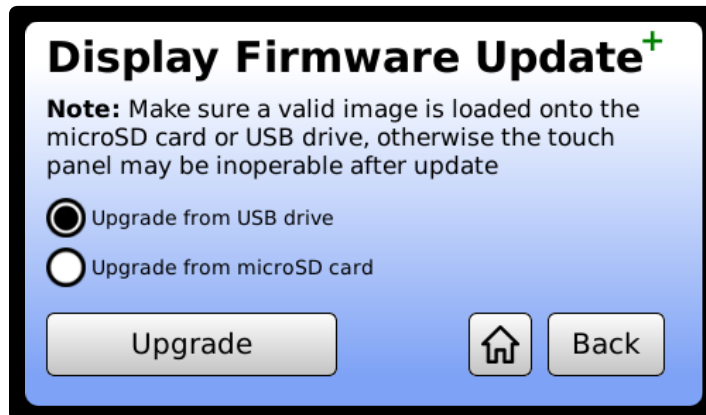 Display Firmware Update+
Note: Make sure a valid image is loaded onto the
microSD card or USB drive, otherwise the touch
panel may be inoperable after update
Upgrade from USB drive
Upgrade from microSD card
Upgrade
Back